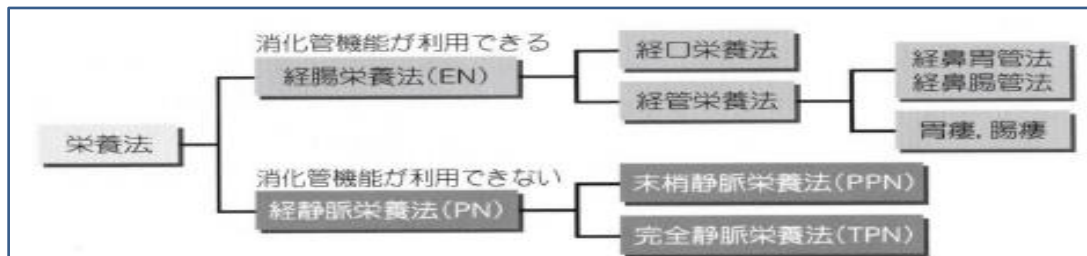 消化管機能が利用できる
経腸栄養法(EN)
経口栄養法
経管栄養法
経鼻胃管法
経鼻腸管法
胃瘻，腸瘻
栄養法
消化管機能が利用できない
経静脈栄養法(PN)
末梢静脈栄養法(PPN)
完全静脈栄養法(TPN)